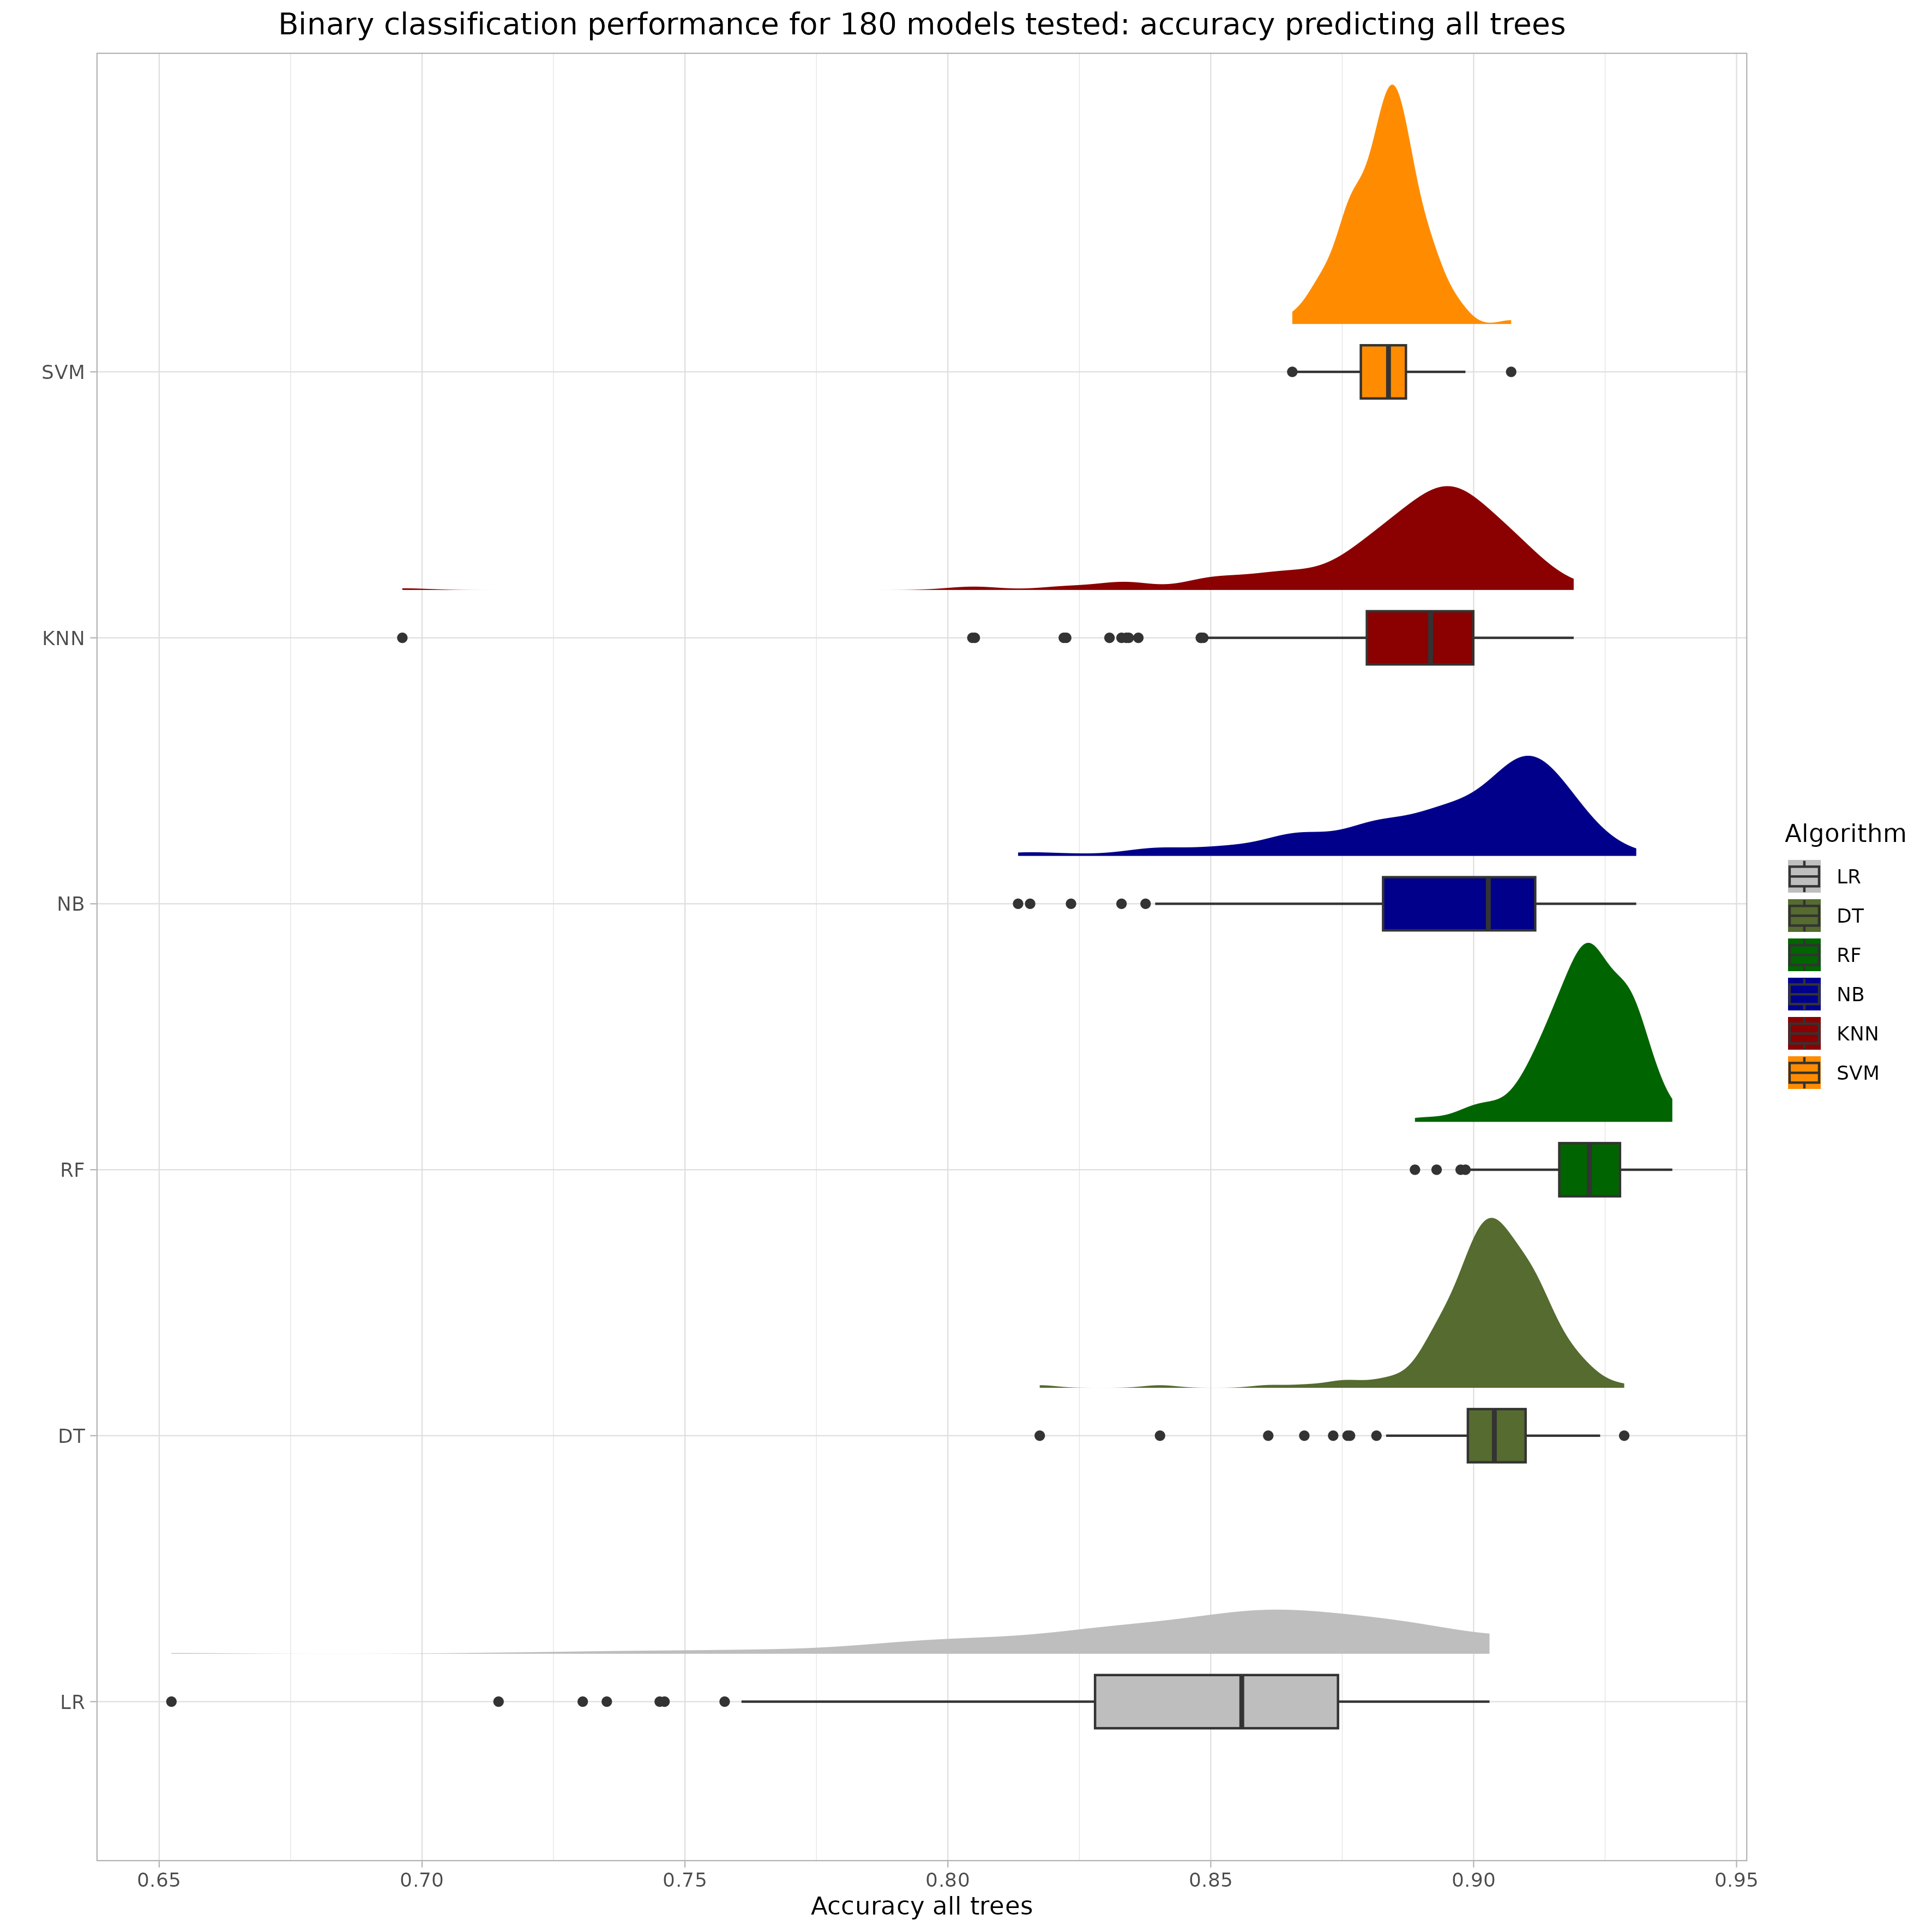 Binary classification performance for 180 models tested: accuracy predicting all trees
SVM
KNN
NB
RF
DT
LR
0.65 0.70 0.75 0.80 0.85 0.90 0.95
Accuracy all trees
Algorithm
LR
DT
RF
NB
KNN
SVM